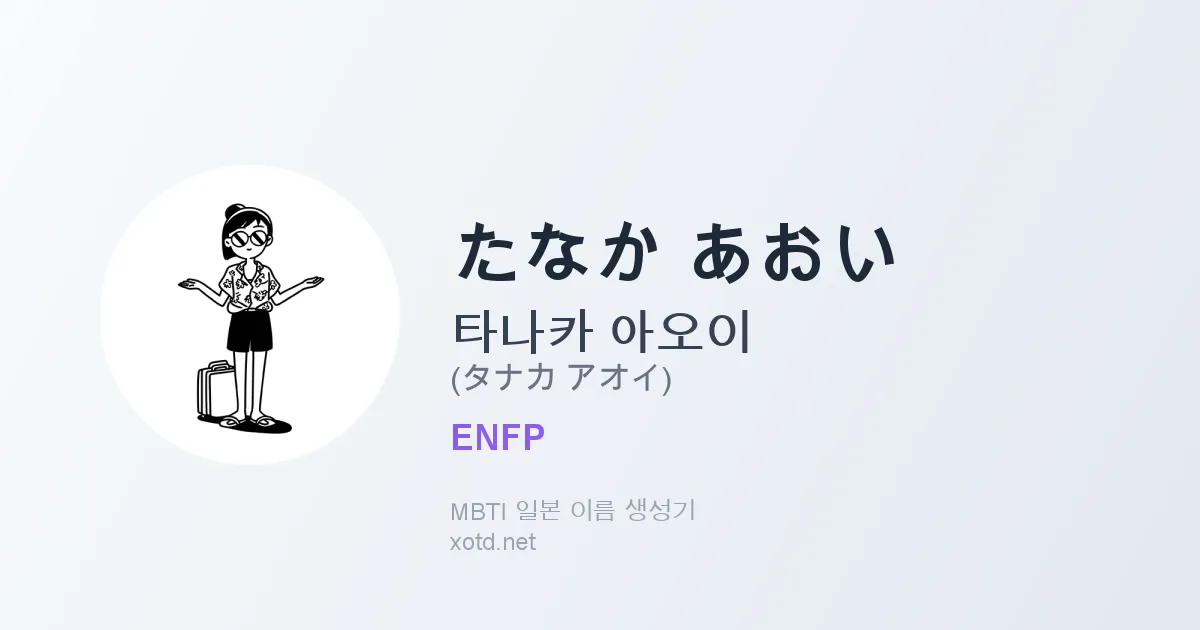 たなか あおい
타나카 아오이
(タナカ アオイ)
ENFP
MBTI 일본 이름 생성기
xotd.net